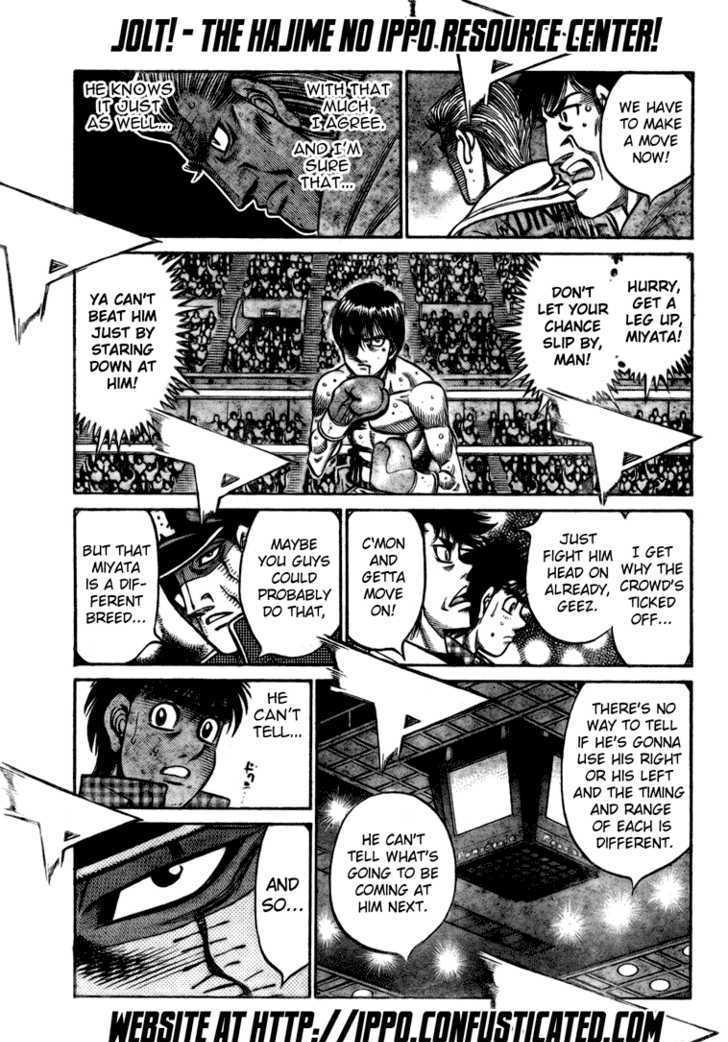 JOLT! - THE HAJIME NO IPPO RESOURCE CENTER!
WE HAVE
TO MAKE
A MOVE
NOW!
WITH THAT
MUCH,
I AGREE.
AND I'M
SURE
THAT...
HE KNOWS
IT JUST
AS WELL...
HURRY,
GET A
LEG UP,
MIYATA!
DON'T
LET YOUR
CHANCE
SLIP BY,
MAN!
YA CAN'T
BEAT HIM
JUST BY
STARING
DOWN AT
HIM!
I GET
WHY THE
CROWD'S
TICKED
OFF...
JUST
FIGHT HIM
HEAD ON
ALREADY,
GEEZ.
C'MON
AND
GETTA
MOVE
ON!
MAYBE
YOU GUYS
COULD
PROBABLY
DO THAT,
BUT THAT
MIYATA
IS A DIF-
FERENT
BREED...
THERE'S NO
WAY TO TELL
IF HE'S GONNA
USE HIS RIGHT
OR HIS LEFT
AND THE TIMING
AND RANGE
OF EACH IS
DIFFERENT.
HE CAN'T
TELL WHAT'S
GOING TO BE
COMING AT
HIM NEXT.
HE
CAN'T
TELL...
AND
SO...
WEBSITE AT HTTP://IPPO.CONFUSTICATED.COM